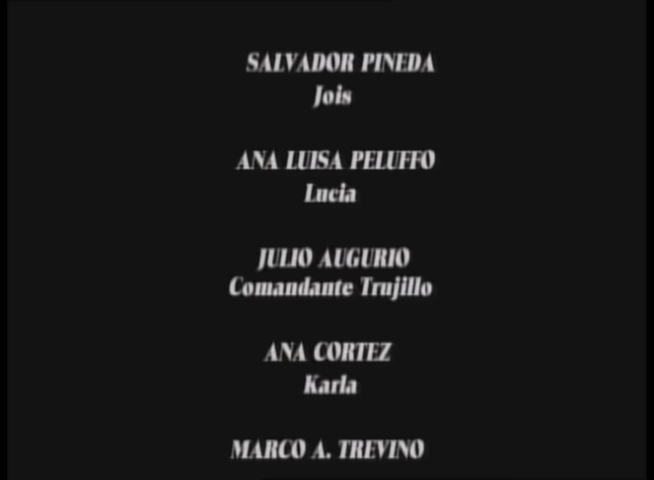 SALVADOR PINEDA
Jois
ANA LUISA PELUFFO
Lucia
JULIO AUGURIO
Comandante Trujillo
ANA CORTEZ
Karla
MARCO A. TREVINO